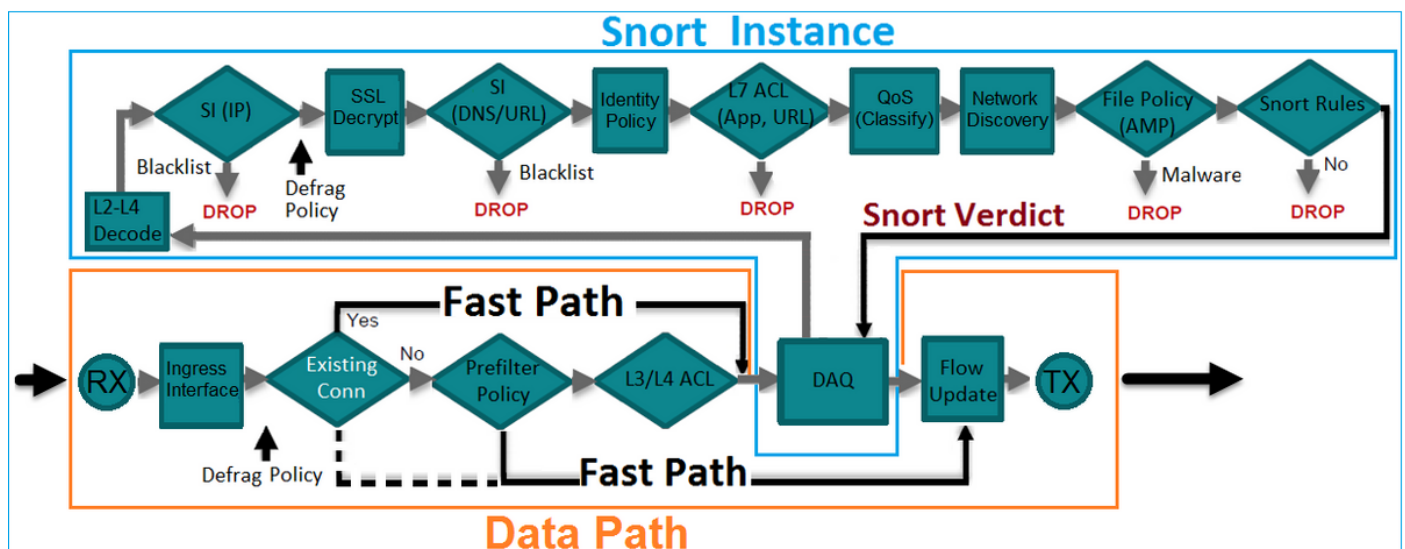 Snort Instance
SI (IP)
SSL
Decrypt
SI
(DNS/URL)
Identity
Policy
L7 ACL
(App, URL)
QoS
(Classify)
Network
Discovery
File Policy
(AMP)
Snort Rules
Blacklist
DROP
Defrag
Policy
Blacklist
DROP
DROP
Malware
DROP
No
DROP
L2-L4
Decode
Snort Verdict
Fast Path
Yes
RX
Ingress
Interface
Existing
Conn
No
Prefilter
Policy
L3/L4 ACL
DAQ
Flow
Update
TX
Defrag Policy
Fast Path
Data Path